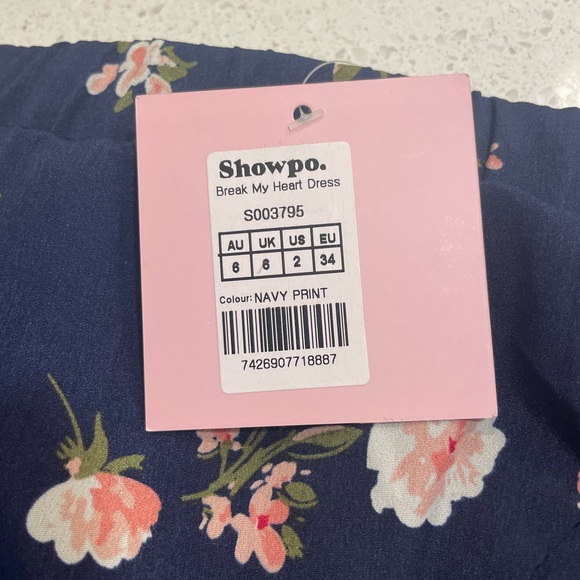 Showpo.
Break My Heart Dress
S003795
AU UK US EU
6 6 2 34
Colour: NAVY PRINT
7426907718887